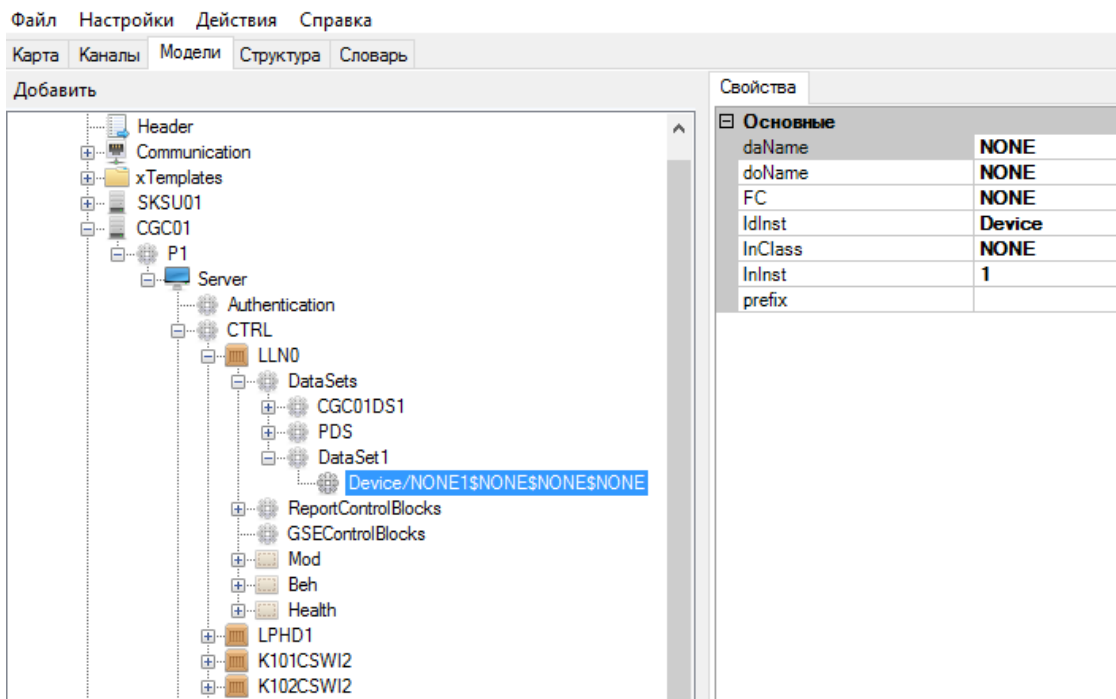 Файл Настройки Действия Справка
Карта Каналы Модели Структура Словарь
Добавить
Header
Communication
xTemplates
SKSU01
CGC01
P1
Server
Authentication
CTRL
LLN0
DataSets
CGC01DS1
PDS
DataSet1
Device/NONE1$NONE$NONE$NONE
ReportControlBlocks
GSEControlBlocks
Mod
Beh
Health
LPHD1
K101CSWI2
K102CSWI2
Свойства
Основные
daName NONE
doName NONE
FC NONE
ldInst Device
lnClass NONE
lnInst 1
prefix